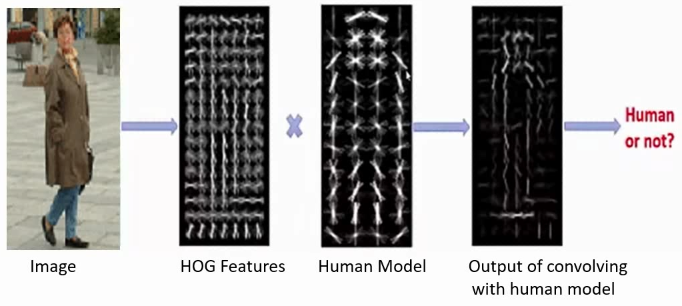 Human
or not?
Image
HOG Features
Human Model
Output of convolving
with human model